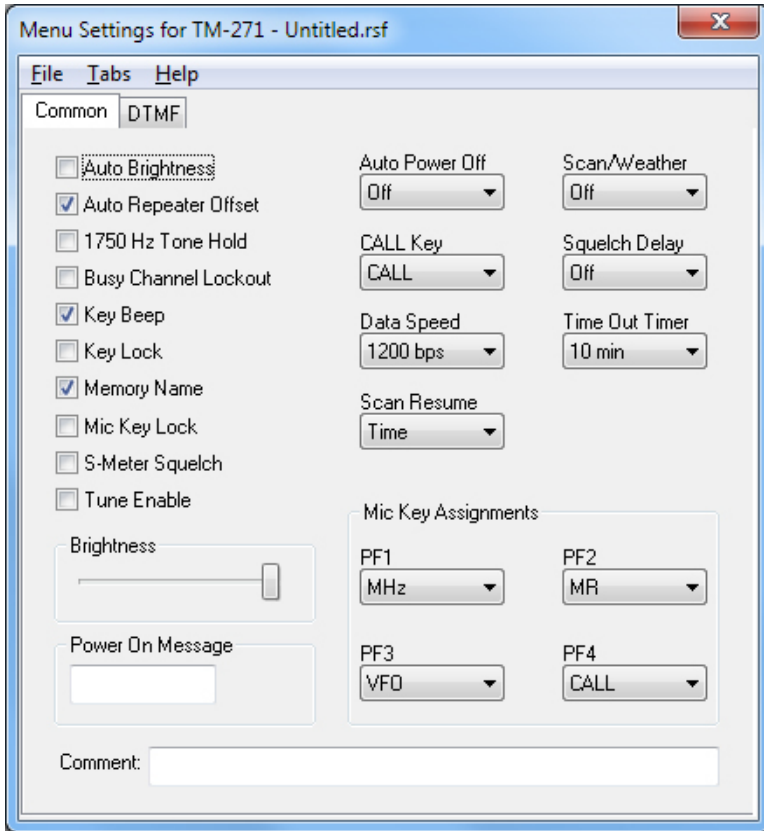 Menu Settings for TM-271 - Untitled.rsf
File Tabs Help
Common DTMF
Auto Brightness
Auto Repeater Offset
1750 Hz Tone Hold
Busy Channel Lockout
Key Beep
Key Lock
Memory Name
Mic Key Lock
S-Meter Squelch
Tune Enable
Brightness
Power On Message
Auto Power Off
Off
CALL Key
CALL
Data Speed
1200 bps
Scan Resume
Time
Scan/Weather
Off
Squelch Delay
Off
Time Out Timer
10 min
Mic Key Assignments
PF1
MHz
PF2
MR
PF3
VFO
PF4
CALL
Comment: